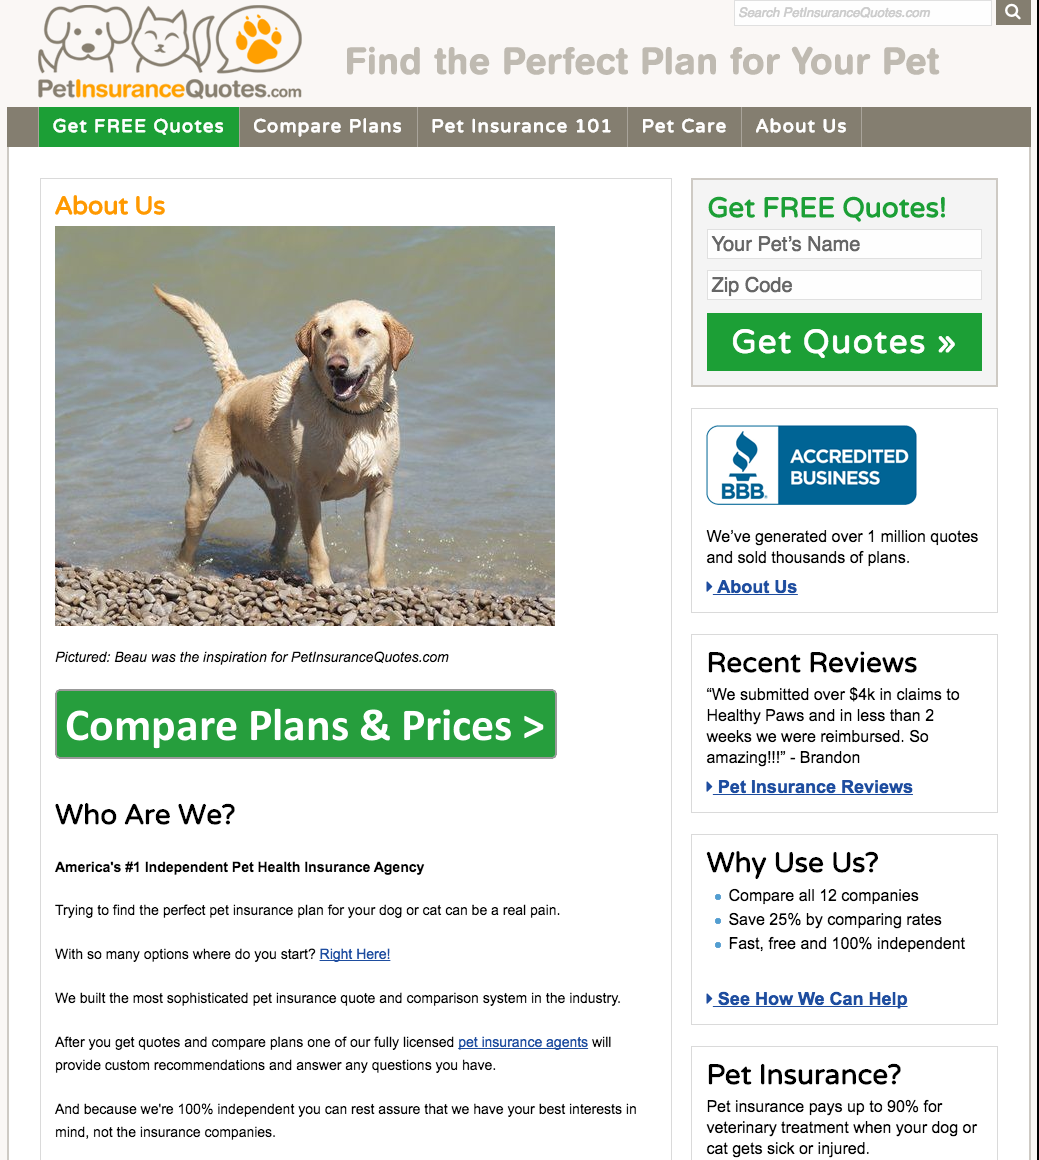 Search PetInsuranceQuotes.com
PetInsuranceQuotes.com
Find the Perfect Plan for Your Pet
Get FREE Quotes
Compare Plans
Pet Insurance 101
Pet Care
About Us
About Us
Pictured: Beau was the inspiration for PetInsuranceQuotes.com
Compare Plans & Prices >
Who Are We?
America's #1 Independent Pet Health Insurance Agency
Trying to find the perfect pet insurance plan for your dog or cat can be a real pain.
With so many options where do you start? Right Here!
We built the most sophisticated pet insurance quote and comparison system in the industry.
After you get quotes and compare plans one of our fully licensed pet insurance agents will
provide custom recommendations and answer any questions you have.
And because we're 100% independent you can rest assure that we have your best interests in
mind, not the insurance companies.
Get FREE Quotes!
Your Pet’s Name
Zip Code
Get Quotes »
BBB.
ACCREDITED
BUSINESS
We’ve generated over 1 million quotes
and sold thousands of plans.
About Us
Recent Reviews
“We submitted over $4k in claims to
Healthy Paws and in less than 2
weeks we were reimbursed. So
amazing!!!” - Brandon
Pet Insurance Reviews
Why Use Us?
Compare all 12 companies
Save 25% by comparing rates
Fast, free and 100% independent
See How We Can Help
Pet Insurance?
Pet insurance pays up to 90% for
veterinary treatment when your dog or
cat gets sick or injured.